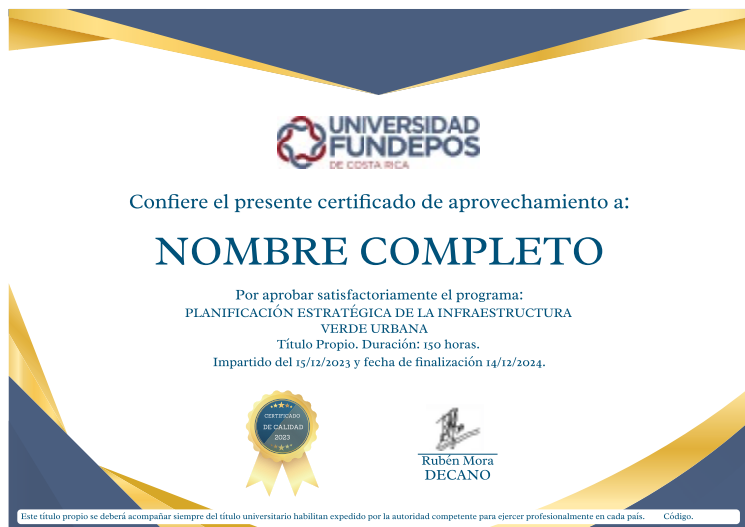 UNIVERSIDAD
FUNDEPOS
DE COSTA RICA
Confiere el presente certificado de aprovechamiento a:
NOMBRE COMPLETO
Por aprobar satisfactoriamente el programa:
PLANIFICACIÓN ESTRATÉGICA DE LA INFRAESTRUCTURA
VERDE URBANA
Título Propio. Duración: 150 horas.
Impartido del 15/12/2023 y fecha de finalización 14/12/2024.
CERTIFICADO
DE CALIDAD
2023
Rubén Mora
DECANO
Este título propio se deberá acompañar siempre del título universitario habilitan expedido por la autoridad competente para ejercer profesionalmente en cada país. Código.